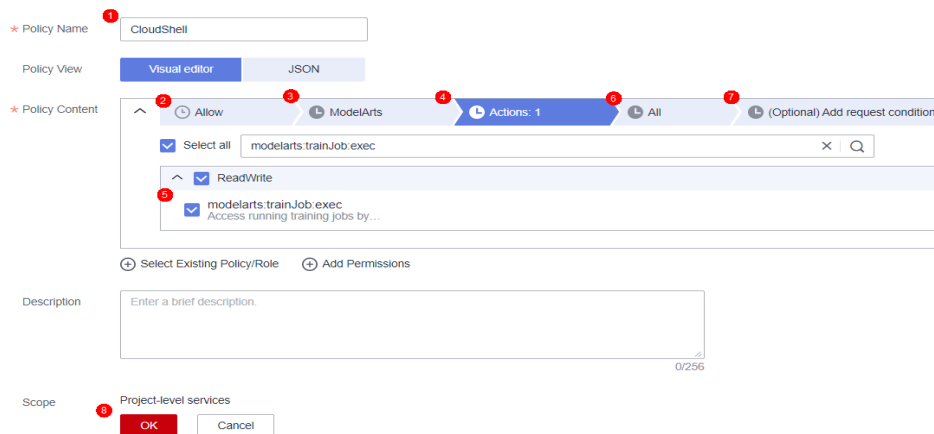 1
* Policy Name CloudShell
Policy View Visual editor JSON
* Policy Content 2 Allow 3 ModelArts 4 Actions: 1 6 All 7 (Optional) Add request condition
Select all modelarts:trainJob:exec
ReadWrite
5
modelarts:trainJob:exec
Access running training jobs by…
Select Existing Policy/Role Add Permissions
Description Enter a brief description.
0/256
Scope Project-level services
8
OK Cancel